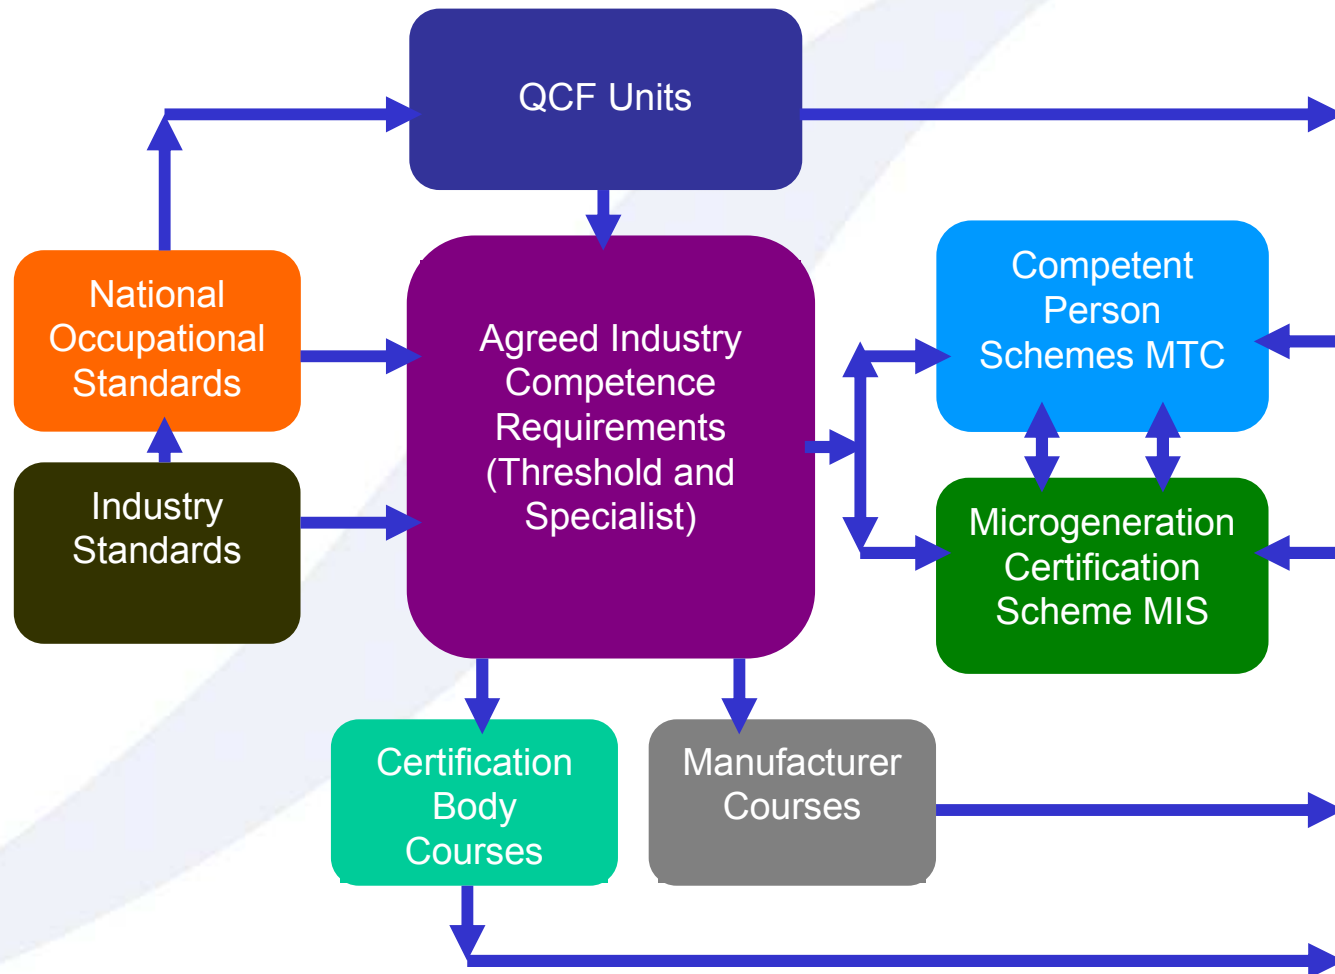 QCF Units
National
Occupational
Standards
Industry
Standards
Agreed Industry
Competence
Requirements
(Threshold and
Specialist)
Competent
Person
Schemes MTC
Microgeneration
Certification
Scheme MIS
Certification
Body
Courses
Manufacturer
Courses